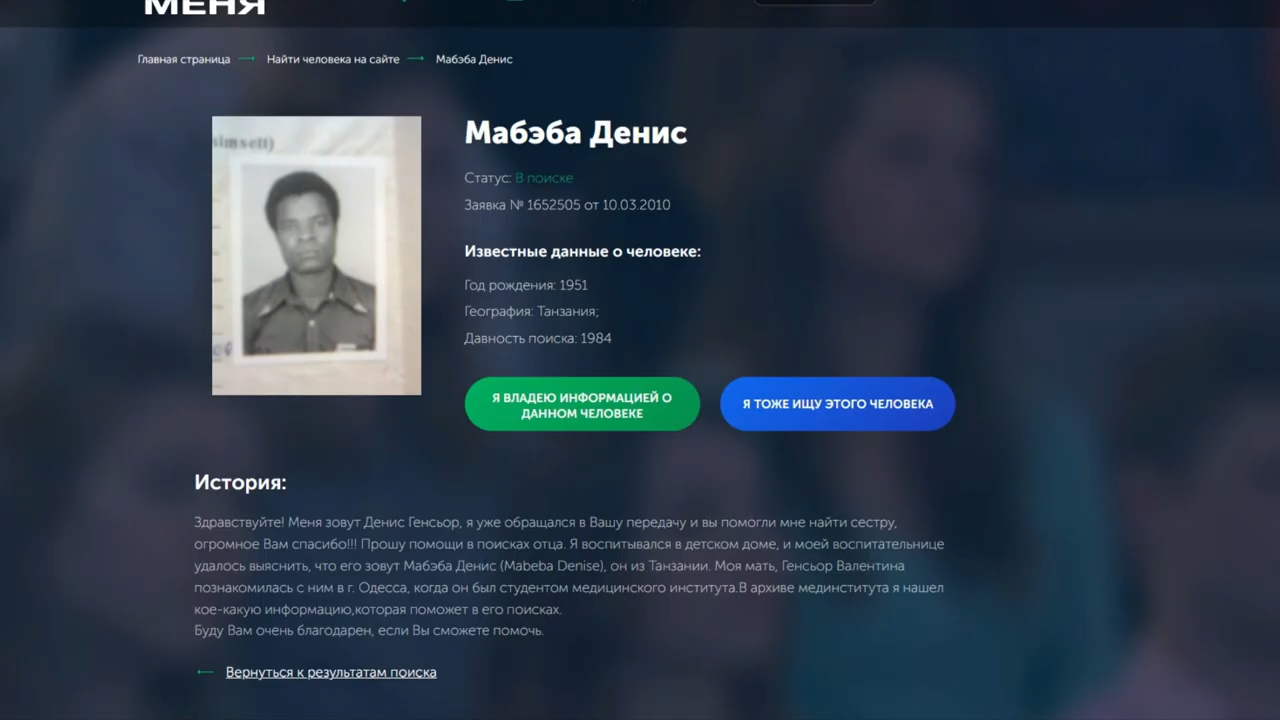 МЕНЯ
Главная страница → Найти человека на сайте → Мабэба Денис
simsett)
Мабэба Денис
Статус: В поиске
Заявка № 1652505 от 10.03.2010
Известные данные о человеке:
Год рождения: 1951
География: Танзания;
Давность поиска: 1984
Я ВЛАДЕЮ ИНФОРМАЦИЕЙ О
ДАННОМ ЧЕЛОВЕКЕ
Я ТОЖЕ ИЩУ ЭТОГО ЧЕЛОВЕКА
История:
Здравствуйте! Меня зовут Денис Генсьор, я уже обращался в Вашу передачу и вы помогли мне найти сестру,
огромное Вам спасибо!!! Прошу помощи в поисках отца. Я воспитывался в детском доме, и моей воспитательнице
удалось выяснить, что его зовут Мабэба Денис (Mabeba Denise), он из Танзании. Моя мать, Генсьор Валентина
познакомилась с ним в г. Одесса, когда он был студентом медицинского института.В архиве мединститута я нашел
кое-какую информацию,которая поможет в его поисках.
Буду Вам очень благодарен, если Вы сможете помочь.
← Вернуться к результатам поиска